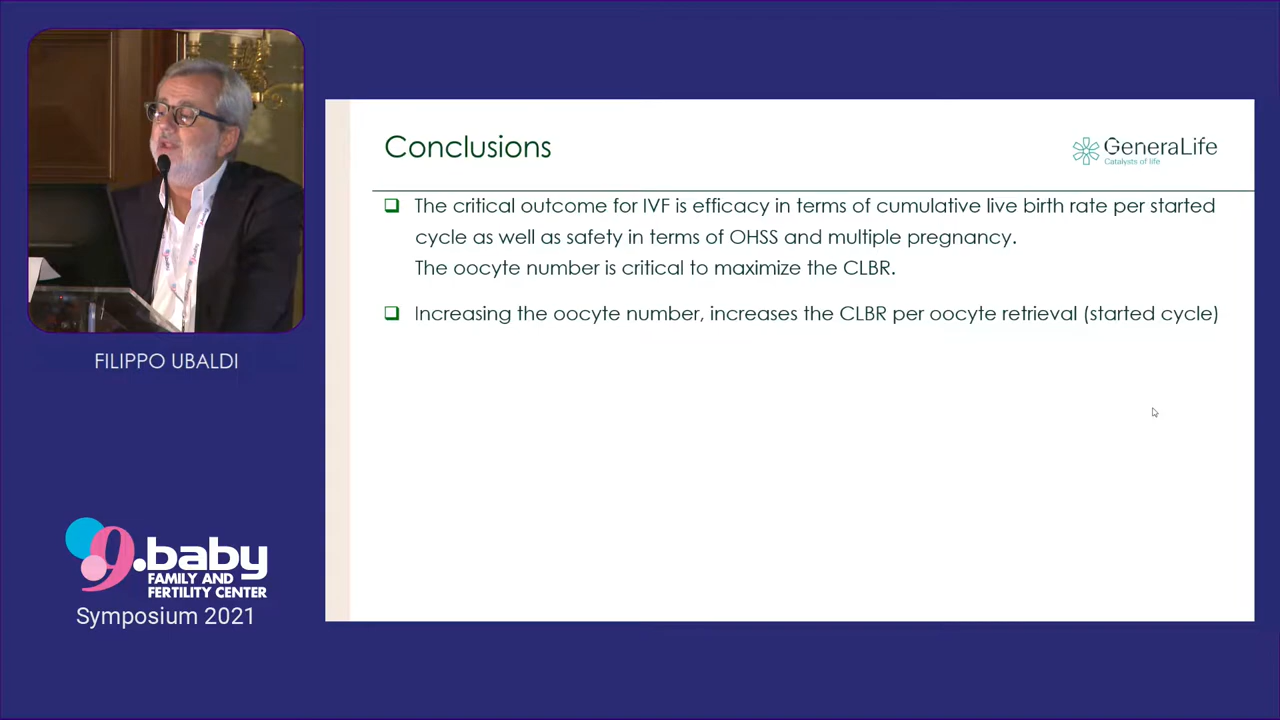 FILIPPO UBALDI
9.baby
FAMILY AND
FERTILITY CENTER
Symposium 2021
Conclusions
GeneraLife
Catalysts of life
❑ The critical outcome for IVF is efficacy in terms of cumulative live birth rate per started
cycle as well as safety in terms of OHSS and multiple pregnancy.
The oocyte number is critical to maximize the CLBR.
❑ Increasing the oocyte number, increases the CLBR per oocyte retrieval (started cycle)